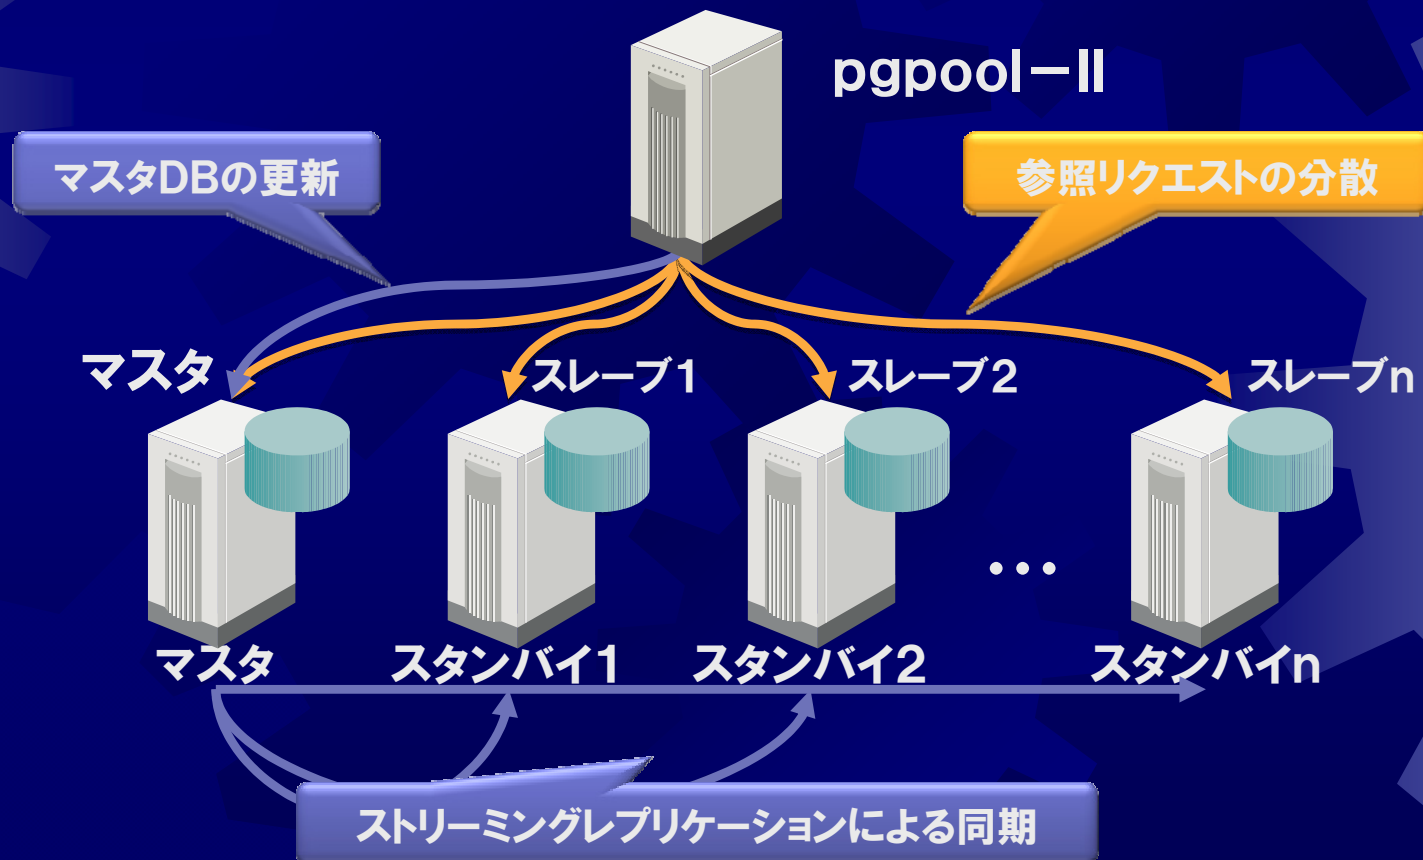 pgpool－II
マスタDBの更新
参照リクエストの分散
マスタ
スレーブ1
スレーブ2
スレーブn
…
マスタ
スタンバイ1
スタンバイ2
スタンバイn
ストリーミングレプリケーションによる同期